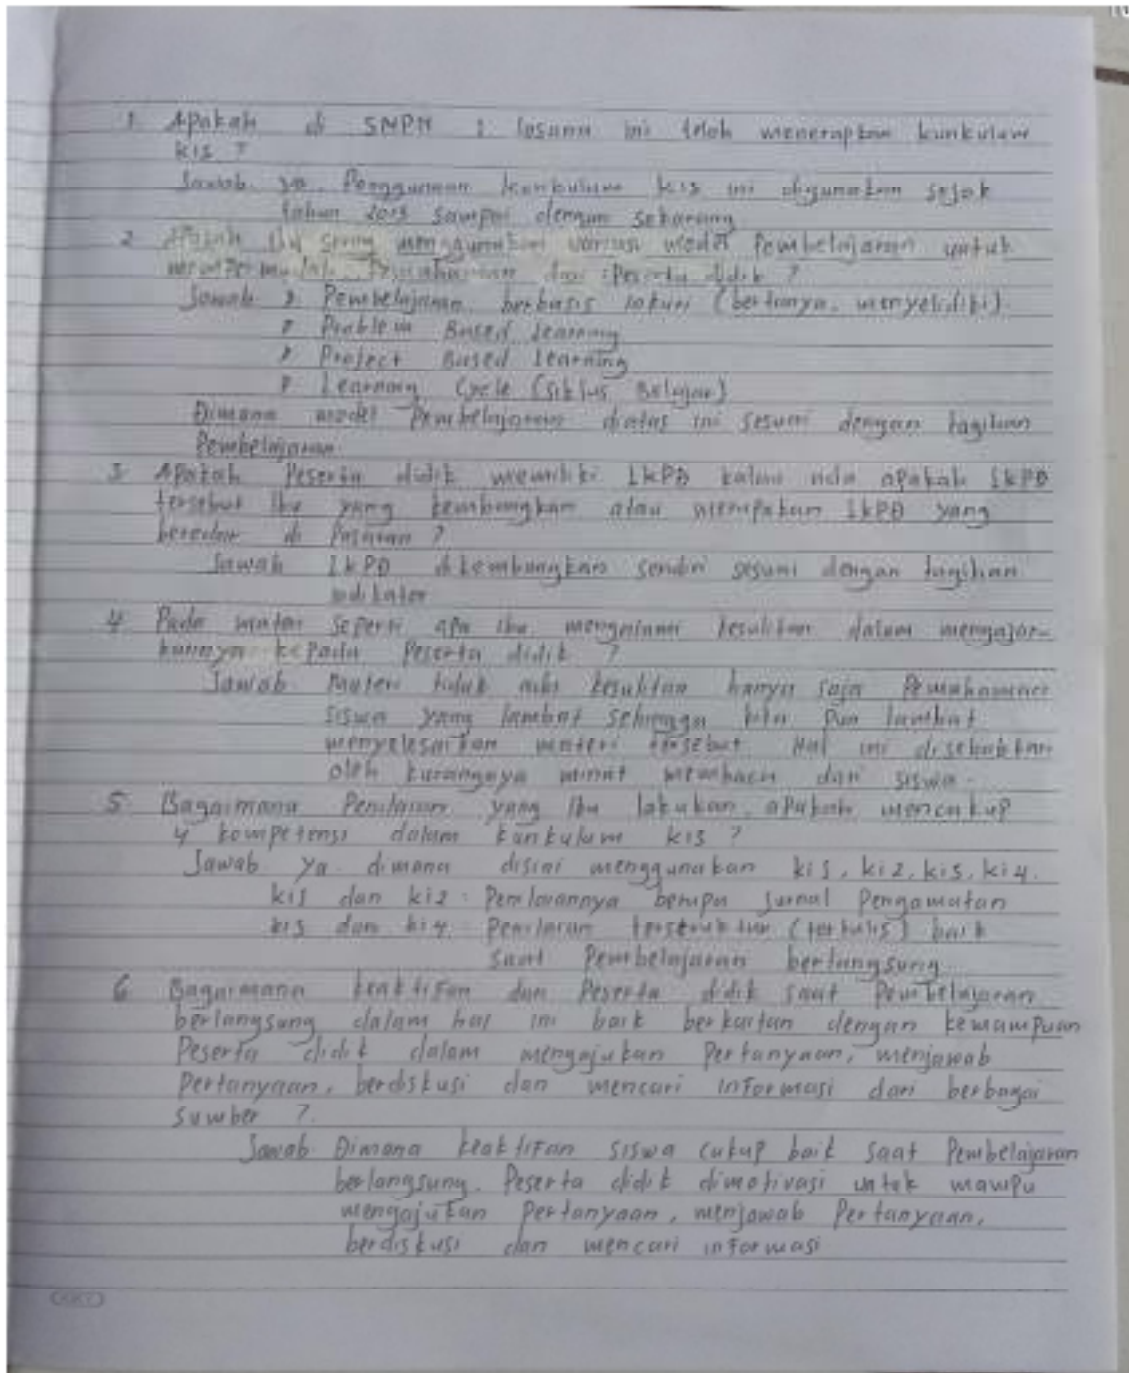 1 Apakah di SMPN 1 ini telah menerapkan kurikulum
k13 ?
Jawab ya. Penggunaan kurikulum k13 ini digunakan sejak
tahun 2013 sampai dengan sekarang
2 Apakah Ibu sering menggunakan variasi model Pembelajaran untuk
Pemahaman dari Peserta didik ?
Jawab Pembelajaran berbasis inkuiri (bertanya, menyelidiki)
Problem Based Learning
Project Based Learning
Learning Cycle (Siklus Belajar)
Dimana model Pembelajaran diatas ini sesuai dengan tagihan
Pembelajaran.
3 Apakah Peserta didik memiliki LKPD kalau ada apakah LKPD
tersebut Ibu yang kembangkan atau merupakan LKPD yang
beredar di Pasaran ?
Jawab LKPD dikembangkan sendiri sesuai dengan tagihan
indikator
4 Pada materi seperti apa Ibu mengalami kesulitan dalam mengajar-
kannya kepada Peserta didik ?
Jawab. Materi tidak ada kesulitan hanya saja Pemahaman
siswa yang lambat sehingga kita pun lambat
menyelesaikan materi tersebut Hal ini disebabkan
oleh kurangnya minat membaca dari siswa.
5 Bagaimana Penilaian yang Ibu lakukan, apakah mencakup
4 kompetensi dalam kurikulum k13 ?
Jawab ya. dimana disini menggunakan ki1, ki2, ki3, ki4.
ki1 dan ki2 : Penilaiannya berupa Jurnal Pengamatan
ki3 dan ki4 : Penilaian terstruktur (tertulis) baik
saat Pembelajaran berlangsung.
6 Bagaimana keaktifan dari Peserta didik saat Pembelajaran
berlangsung dalam hal ini baik berkaitan dengan kemampuan
Peserta didik dalam mengajukan Pertanyaan, menjawab
Pertanyaan, berdiskusi dan mencari informasi dari berbagai
sumber ?.
Jawab Dimana keaktifan siswa cukup baik saat Pembelajaran
berlangsung. Peserta didik dimotivasi untuk mampu
mengajukan Pertanyaan, menjawab Pertanyaan,
berdiskusi dan mencari informasi